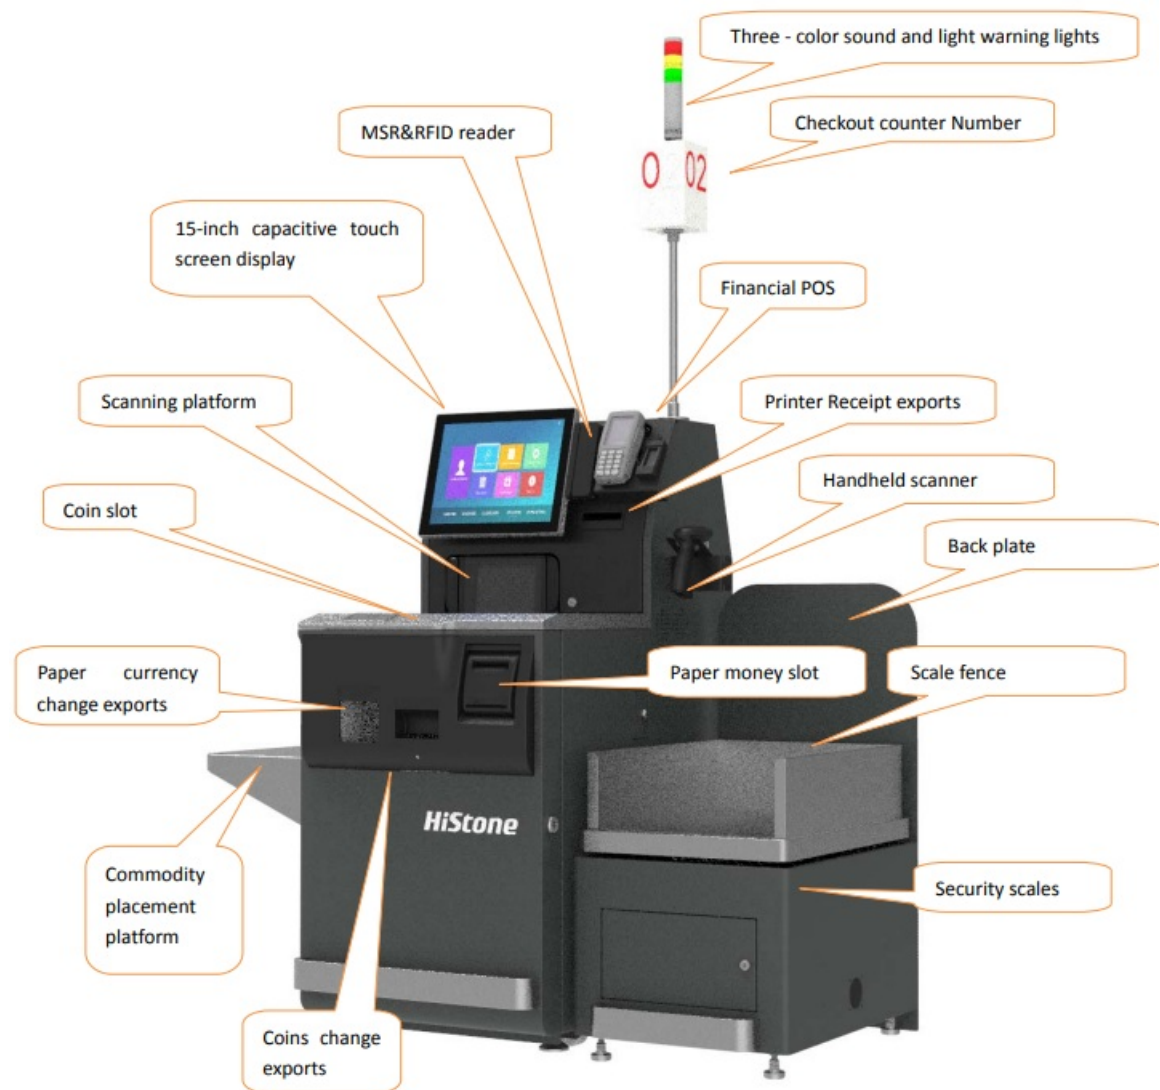 Three - color sound and light warning lights
Checkout counter Number
MSR&RFID reader
15-inch capacitive touch
screen display
O
02
Financial POS
Scanning platform
Printer Receipt exports
Handheld scanner
Coin slot
Back plate
Paper currency
change exports
Paper money slot
Scale fence
HiStone
Commodity
placement
platform
Security scales
Coins change
exports